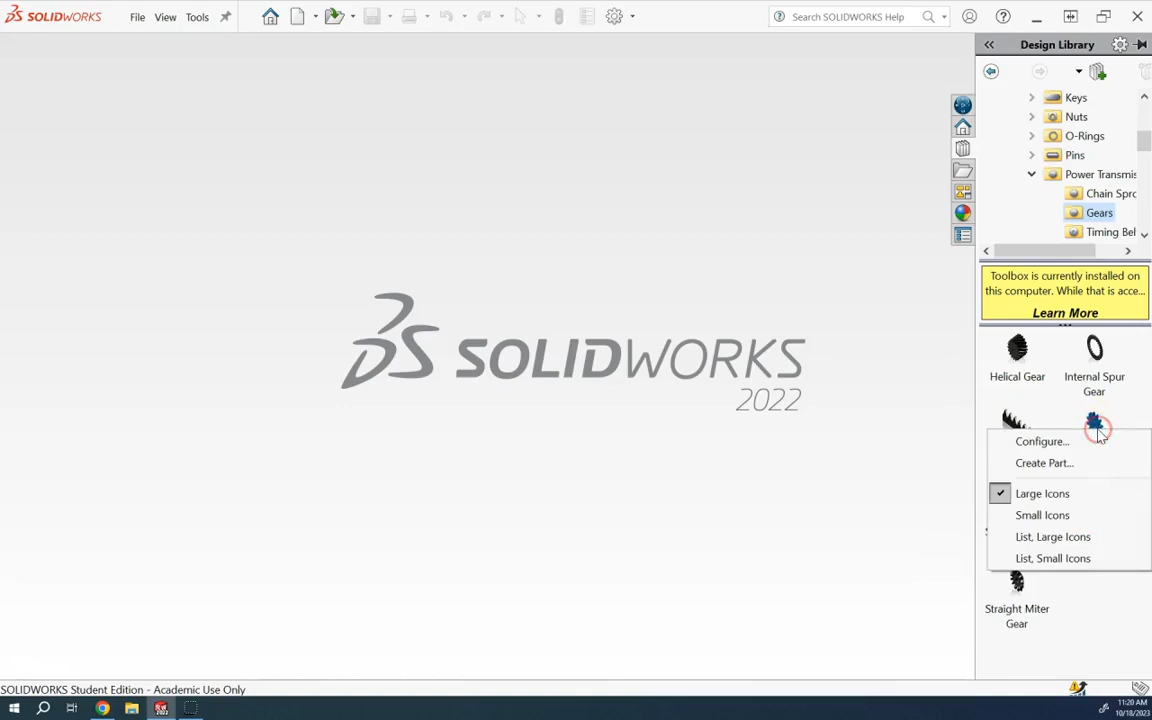 SOLIDWORKS
File View Tools
Search SOLIDWORKS Help
Design Library
Keys
Nuts
O-Rings
Pins
Power Transmis
Chain Sproc
Gears
Timing Bel
Toolbox is currently installed on
this computer. While that is acce...
Learn More
Helical Gear
Internal Spur
Gear
Configure...
Create Part...
Large Icons
Small Icons
List, Large Icons
List, Small Icons
Straight Miter
Gear
SOLIDWORKS
2022
SOLIDWORKS Student Edition - Academic Use Only
11:20 AM
10/18/2023